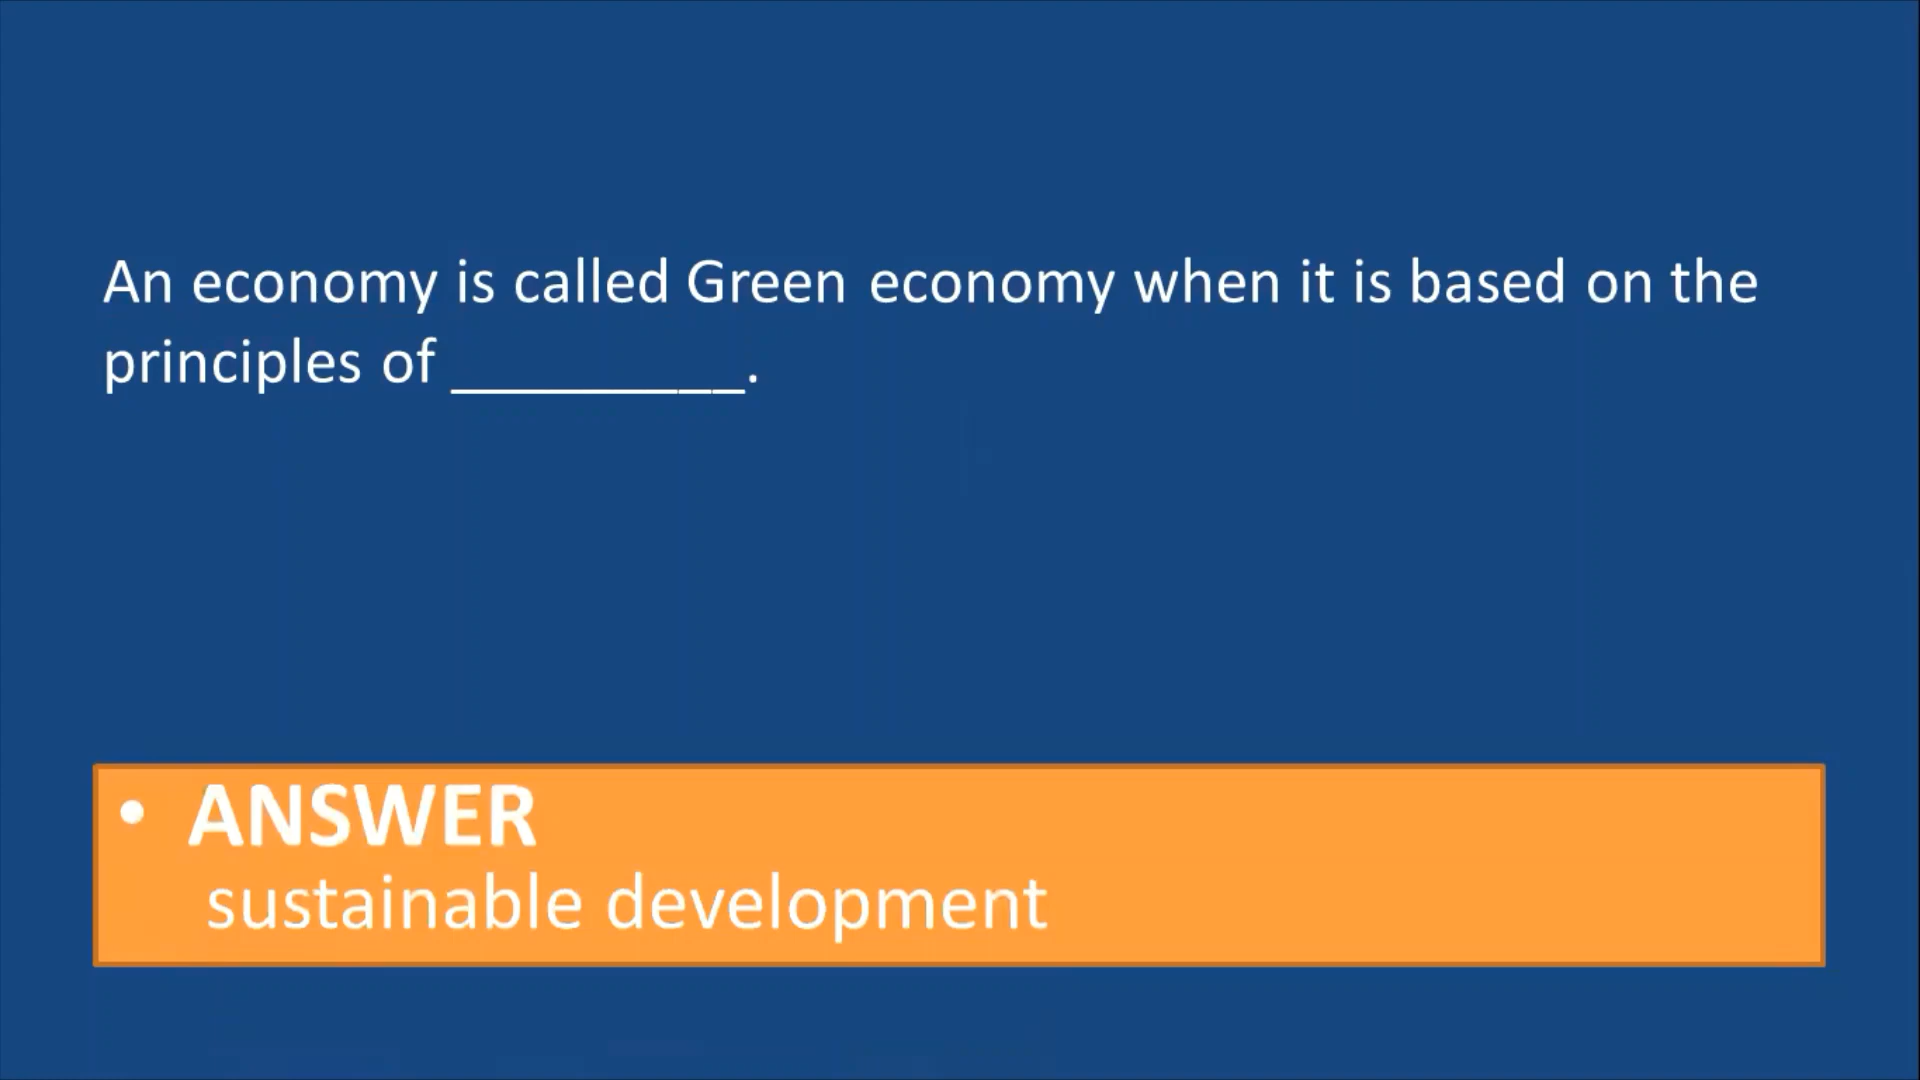 An economy is called Green economy when it is based on the
principles of _________.
• ANSWER
sustainable development